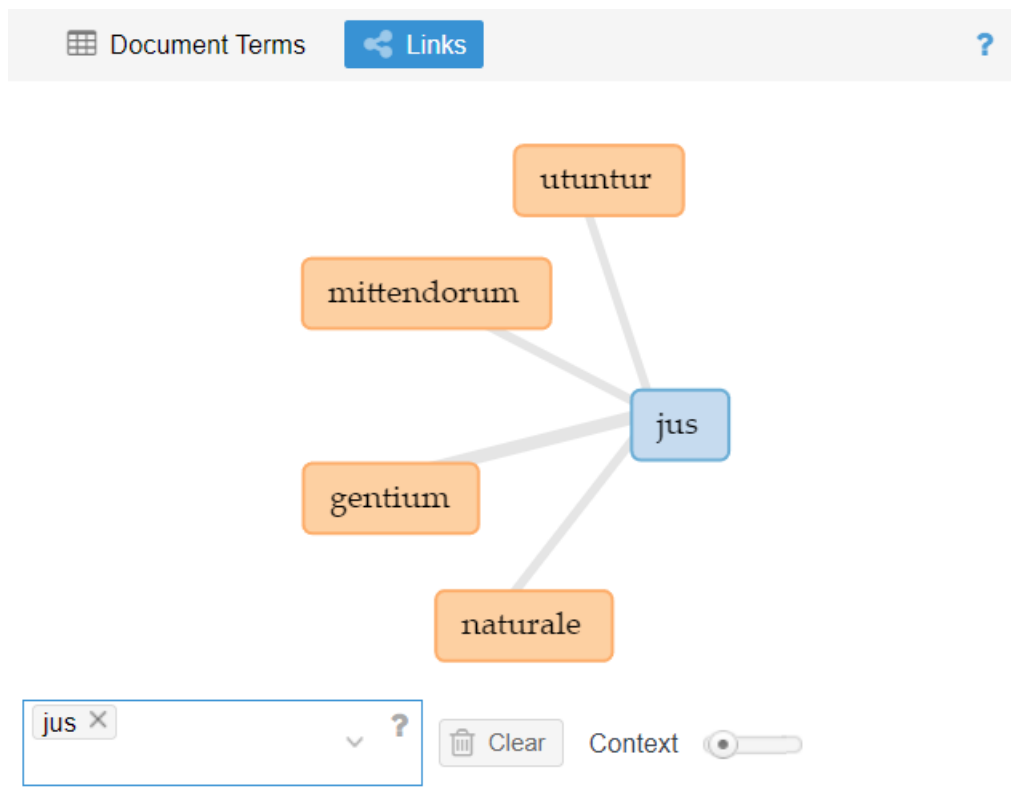 Document Terms Links ?
utuntur
mittendorum
jus
gentium
naturale
jus × ? Clear Context